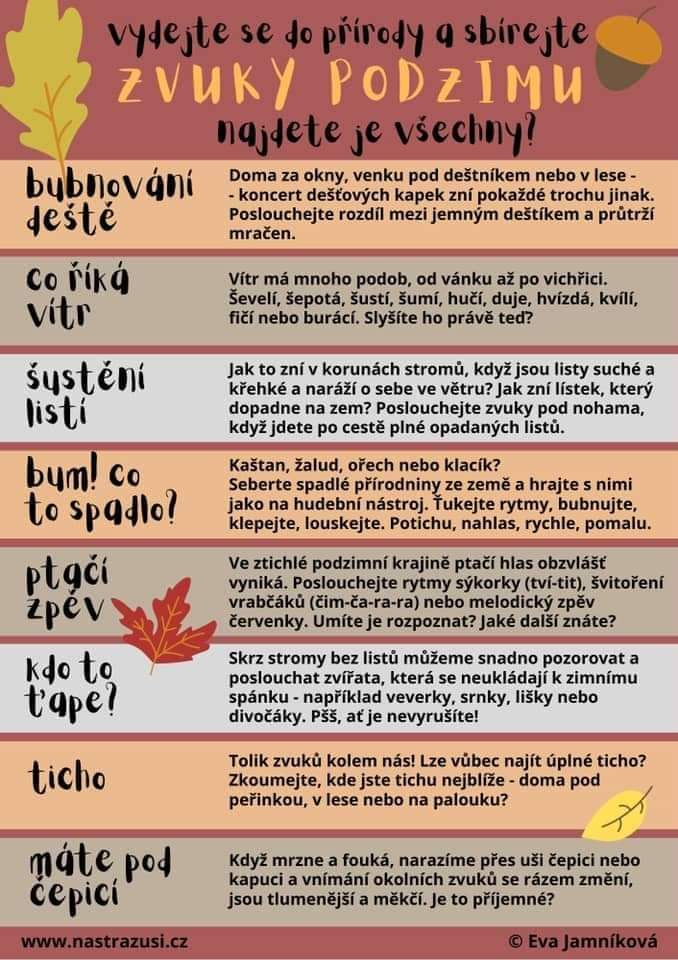 vydejte se do přírody a sbírejte
ZVUKY PODZIMU
najdete je všechny?
bubnování
deště
Doma za okny, venku pod deštníkem nebo v lese -
- koncert dešťových kapek zní pokaždé trochu jinak.
Poslouchejte rozdíl mezi jemným deštíkem a průtrží
mračen.
co říká
vítr
Vítr má mnoho podob, od vánku až po vichřici.
Ševelí, šepotá, šustí, šumí, hučí, duje, hvízdá, kvílí,
fičí nebo burácí. Slyšíte ho právě teď?
šustění
listí
Jak to zní v korunách stromů, když jsou listy suché a
křehké a naráží o sebe ve větru? Jak zní lístek, který
dopadne na zem? Poslouchejte zvuky pod nohama,
když jdete po cestě plné opadaných listů.
bum! co
to spadlo?
Kaštan, žalud, ořech nebo klacík?
Seberte spadlé přírodniny ze země a hrajte s nimi
jako na hudební nástroj. Ťukejte rytmy, bubnujte,
klepejte, louskejte. Potichu, nahlas, rychle, pomalu.
ptačí
zpěv
Ve ztichlé podzimní krajině ptačí hlas obzvlášť
vyniká. Poslouchejte rytmy sýkorky (tví-tit), švitoření
vrabčáků (čim-ča-ra-ra) nebo melodický zpěv
červenky. Umíte je rozpoznat? Jaké další znáte?
kdo to
ťape?
Skrz stromy bez listů můžeme snadno pozorovat a
poslouchat zvířata, která se neukládají k zimnímu
spánku - například veverky, srnky, lišky nebo
divočáky. Pšš, ať je nevyrušíte!
ticho
Tolik zvuků kolem nás! Lze vůbec najít úplné ticho?
Zkoumejte, kde jste tichu nejblíže - doma pod
peřinkou, v lese nebo na palouku?
máte pod
čepicí
Když mrzne a fouká, narazíme přes uši čepici nebo
kapuci a vnímání okolních zvuků se rázem změní,
jsou tlumenější a měkčí. Je to příjemné?
www.nastrazusi.cz
© Eva Jamníková